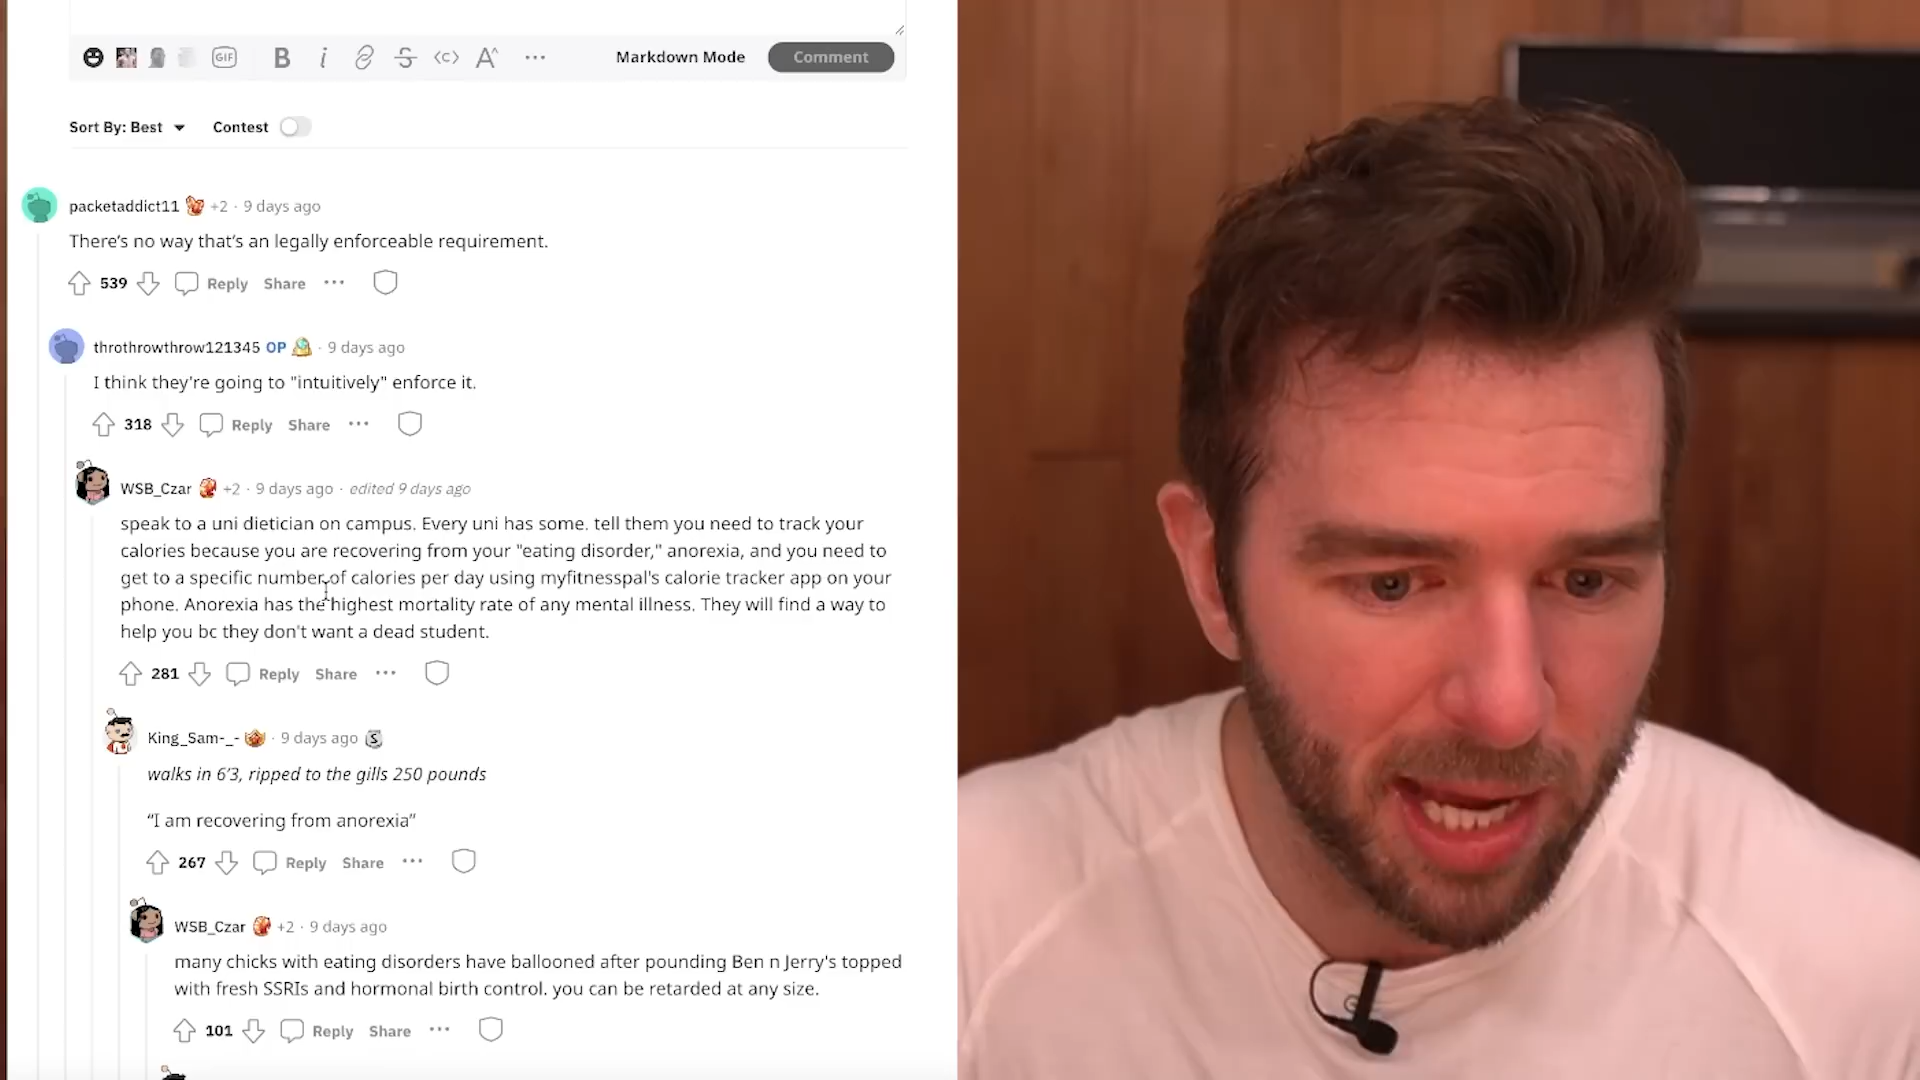 GIF B i S <c> A^ ... Markdown Mode Comment
Sort By: Best Contest
packetaddict11 +2 · 9 days ago
There's no way that's an legally enforceable requirement.
539 Reply Share ...
throthrowthrow121345 OP · 9 days ago
I think they're going to "intuitively" enforce it.
318 Reply Share ...
WSB_Czar +2 · 9 days ago · edited 9 days ago
speak to a uni dietician on campus. Every uni has some. tell them you need to track your
calories because you are recovering from your "eating disorder," anorexia, and you need to
get to a specific number of calories per day using myfitnesspal's calorie tracker app on your
phone. Anorexia has the highest mortality rate of any mental illness. They will find a way to
help you bc they don't want a dead student.
281 Reply Share ...
King_Sam-_- · 9 days ago S
walks in 6'3, ripped to the gills 250 pounds
“I am recovering from anorexia”
267 Reply Share ...
WSB_Czar +2 · 9 days ago
many chicks with eating disorders have ballooned after pounding Ben n Jerry's topped
with fresh SSRIs and hormonal birth control. you can be retarded at any size.
101 Reply Share ...